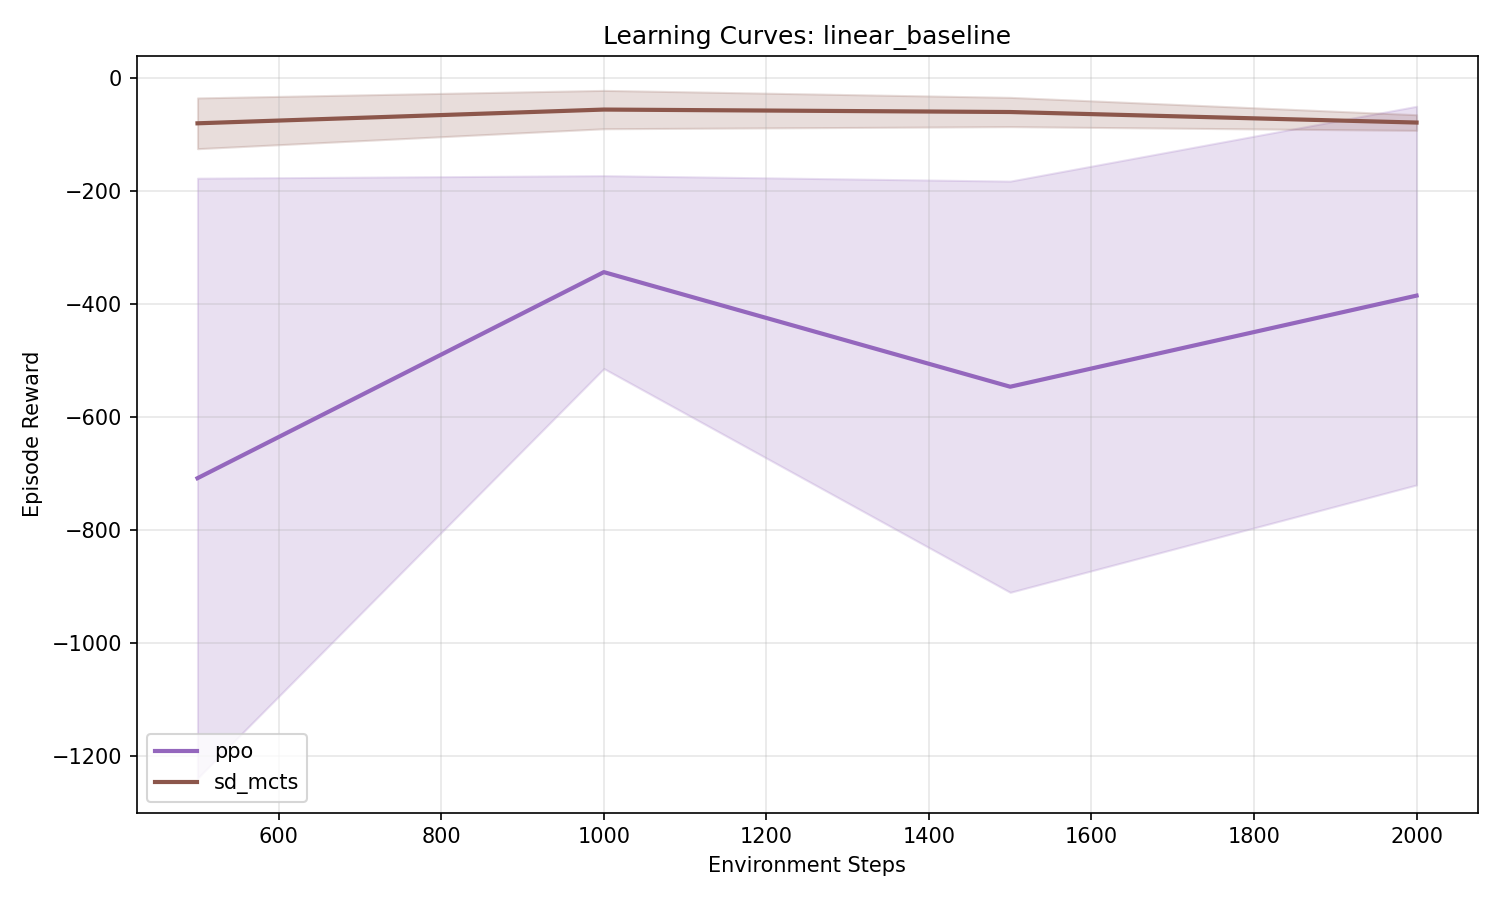 Learning Curves: linear_baseline
0
−200
−400
−600
−800
−1000
−1200
Episode Reward
ppo
sd_mcts
600 800 1000 1200 1400 1600 1800 2000
Environment Steps